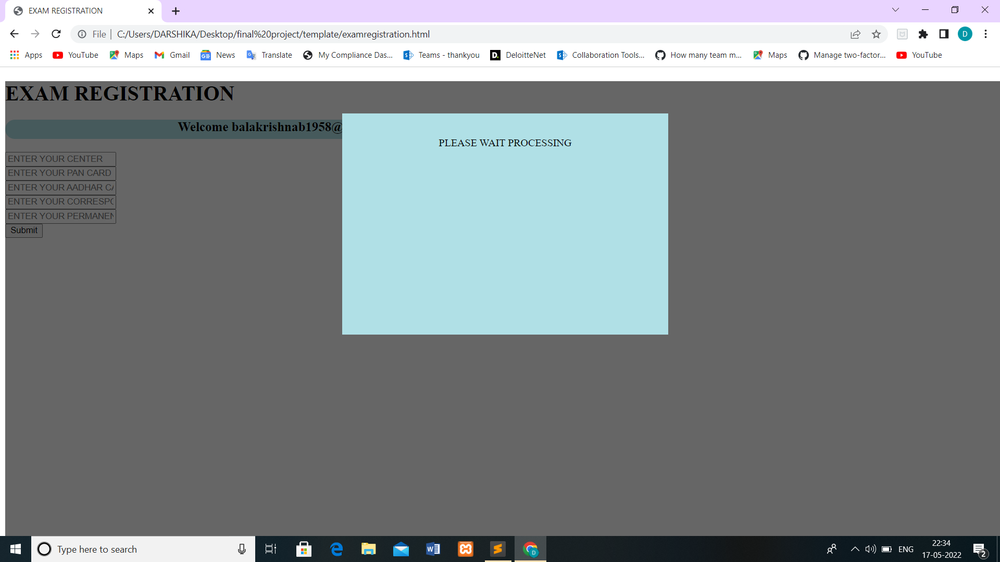 EXAM REGISTRATION
File | C:/Users/DARSHIKA/Desktop/final%20project/template/examregistration.html
D
Apps YouTube Maps Gmail News Translate My Compliance Das... Teams - thankyou DeloitteNet Collaboration Tools... How many team m... Maps Manage two-factor... YouTube
EXAM REGISTRATION
Welcome balakrishnab1958@
PLEASE WAIT PROCESSING
ENTER YOUR CENTER
ENTER YOUR PAN CARD
ENTER YOUR AADHAR CA
ENTER YOUR CORRESPO
ENTER YOUR PERMANEN
Submit
Type here to search
ENG
22:34
17-05-2022
2